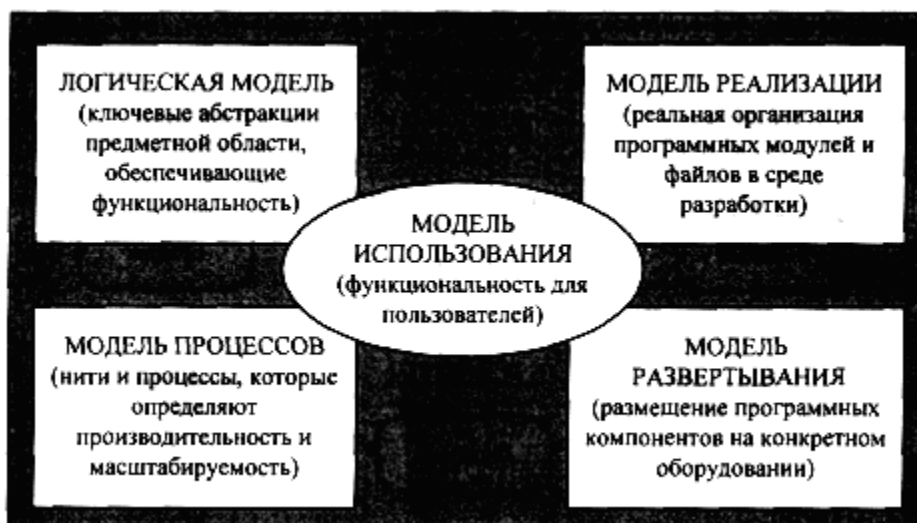 ЛОГИЧЕСКАЯ МОДЕЛЬ
(ключевые абстракции
предметной области,
обеспечивающие
функциональность)
МОДЕЛЬ РЕАЛИЗАЦИИ
(реальная организация
программных модулей и
файлов в среде
разработки)
МОДЕЛЬ
ИСПОЛЬЗОВАНИЯ
(функциональность для
пользователей)
МОДЕЛЬ ПРОЦЕССОВ
(нити и процессы, которые
определяют
производительность и
масштабируемость)
МОДЕЛЬ
РАЗВЕРТЫВАНИЯ
(размещение программных
компонентов на конкретном
оборудовании)